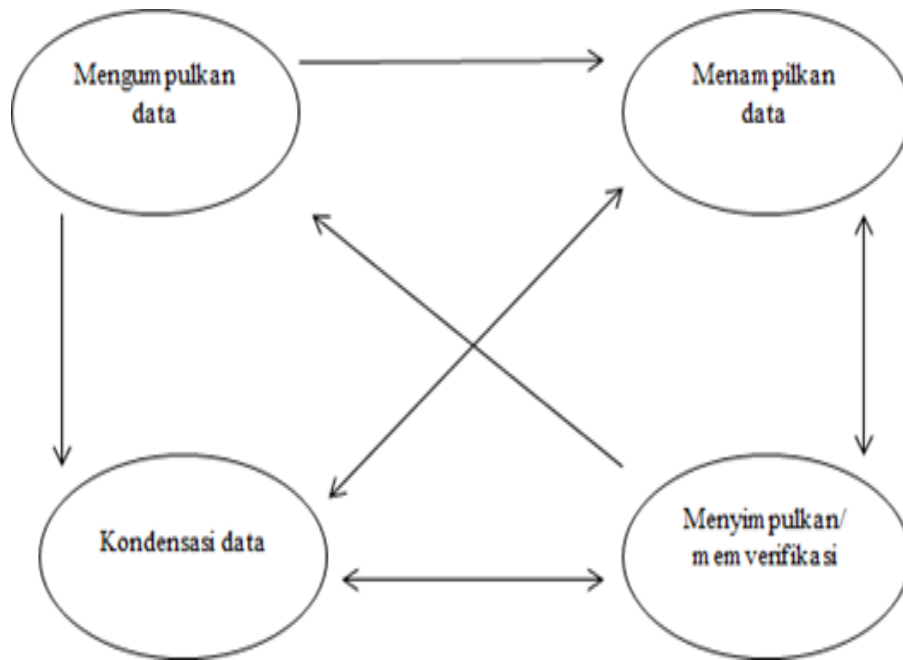 Mengumpulkan
data
Menampilkan
data
Kondensasi data
Menyimpulkan/
memverifikasi